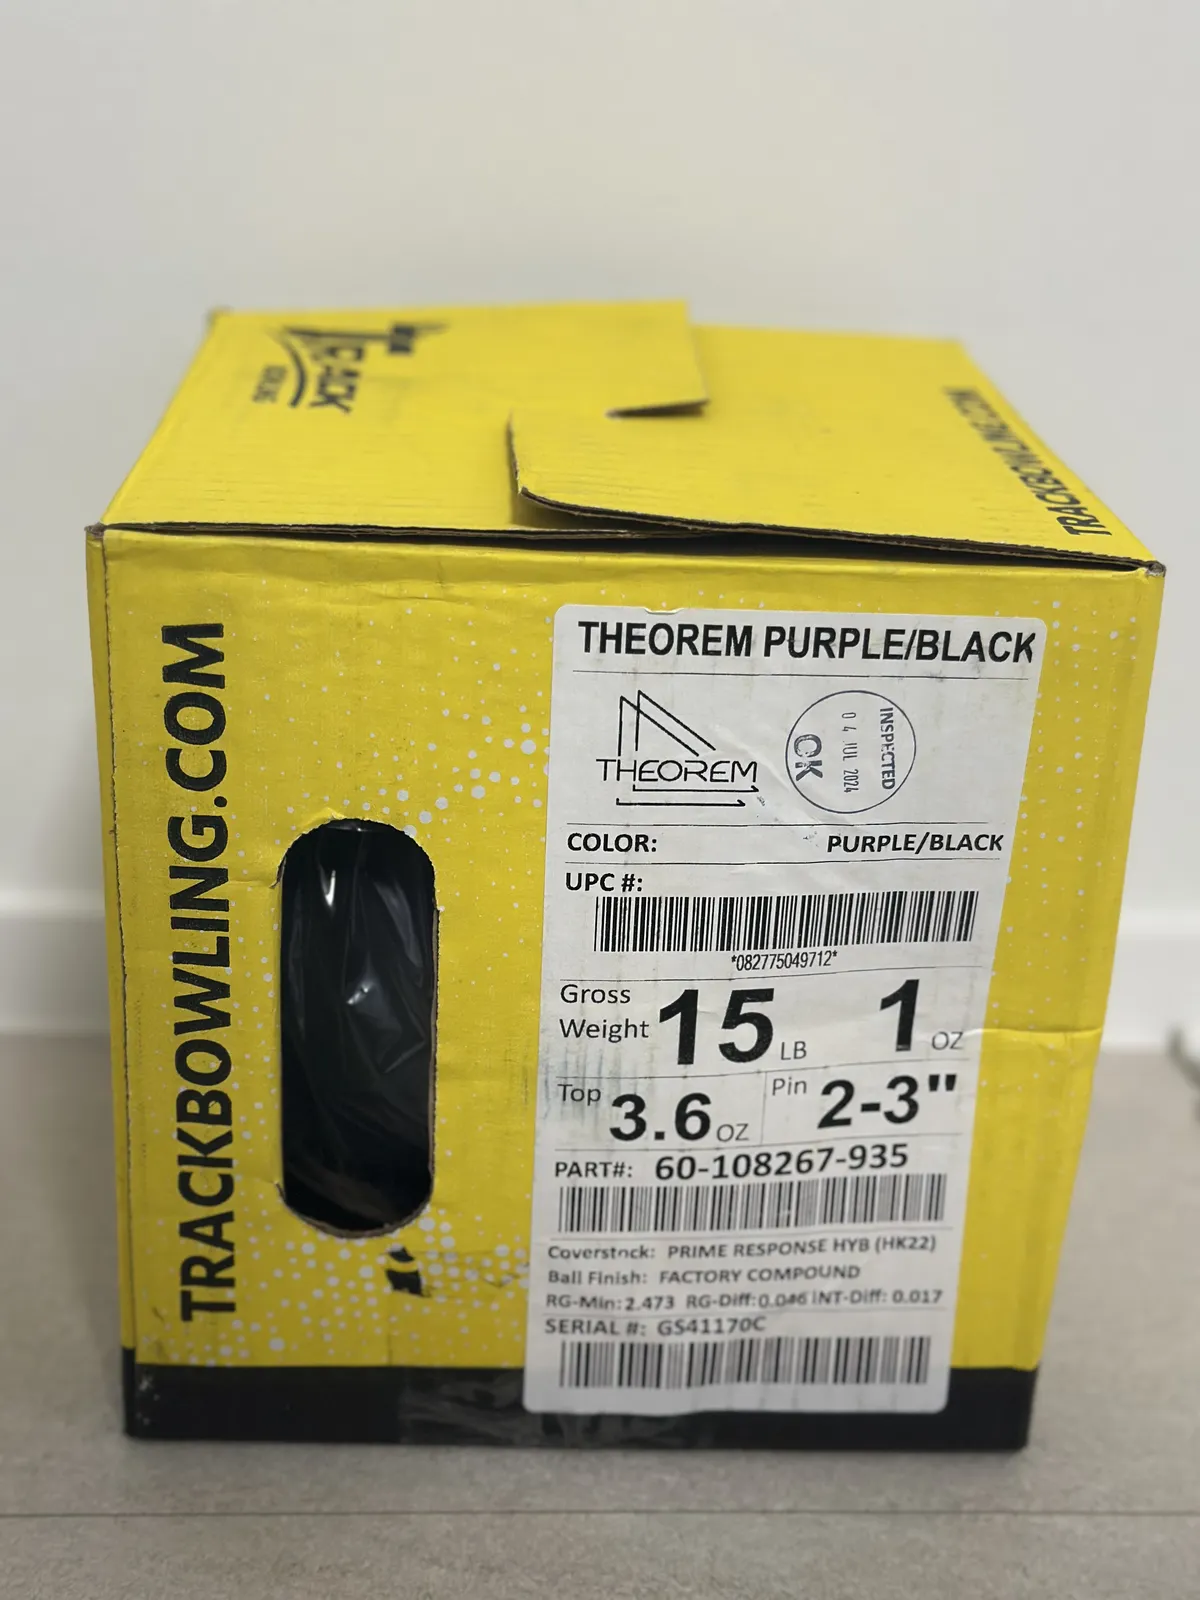 TRACK
TRACKBOWLING.COM
TRACKBOWLING.COM
THEOREM PURPLE/BLACK
THEOREM
INSPECTED
04 JUL 2024
OK
COLOR: PURPLE/BLACK
UPC #:
*082775049712*
Gross Weight 15 LB 1 OZ
Top 3.6 OZ Pin 2-3"
PART#: 60-108267-935
Coverstock: PRIME RESPONSE HYB (HK22)
Ball Finish: FACTORY COMPOUND
RG-Min: 2.473 RG-Diff: 0.046 INT-Diff: 0.017
SERIAL #: GS41170C